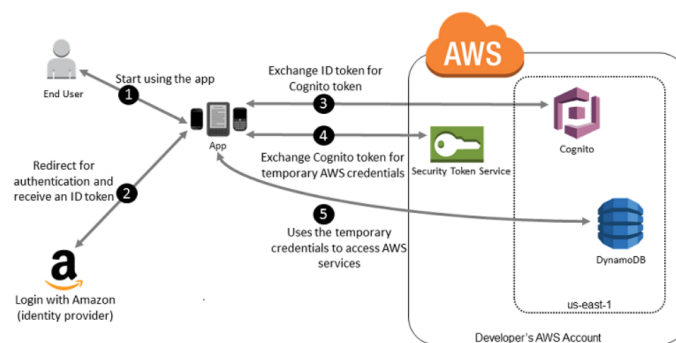 AWS
End User
1
Start using the app
Exchange ID token for
Cognito token
3
App
4
Cognito
Security Token Service
Exchange Cognito token for
temporary AWS credentials
Redirect for
authentication and
receive an ID token
2
5
Uses the temporary
credentials to access AWS
services
DynamoDB
a
Login with Amazon
(identity provider)
us-east-1
Developer's AWS Account